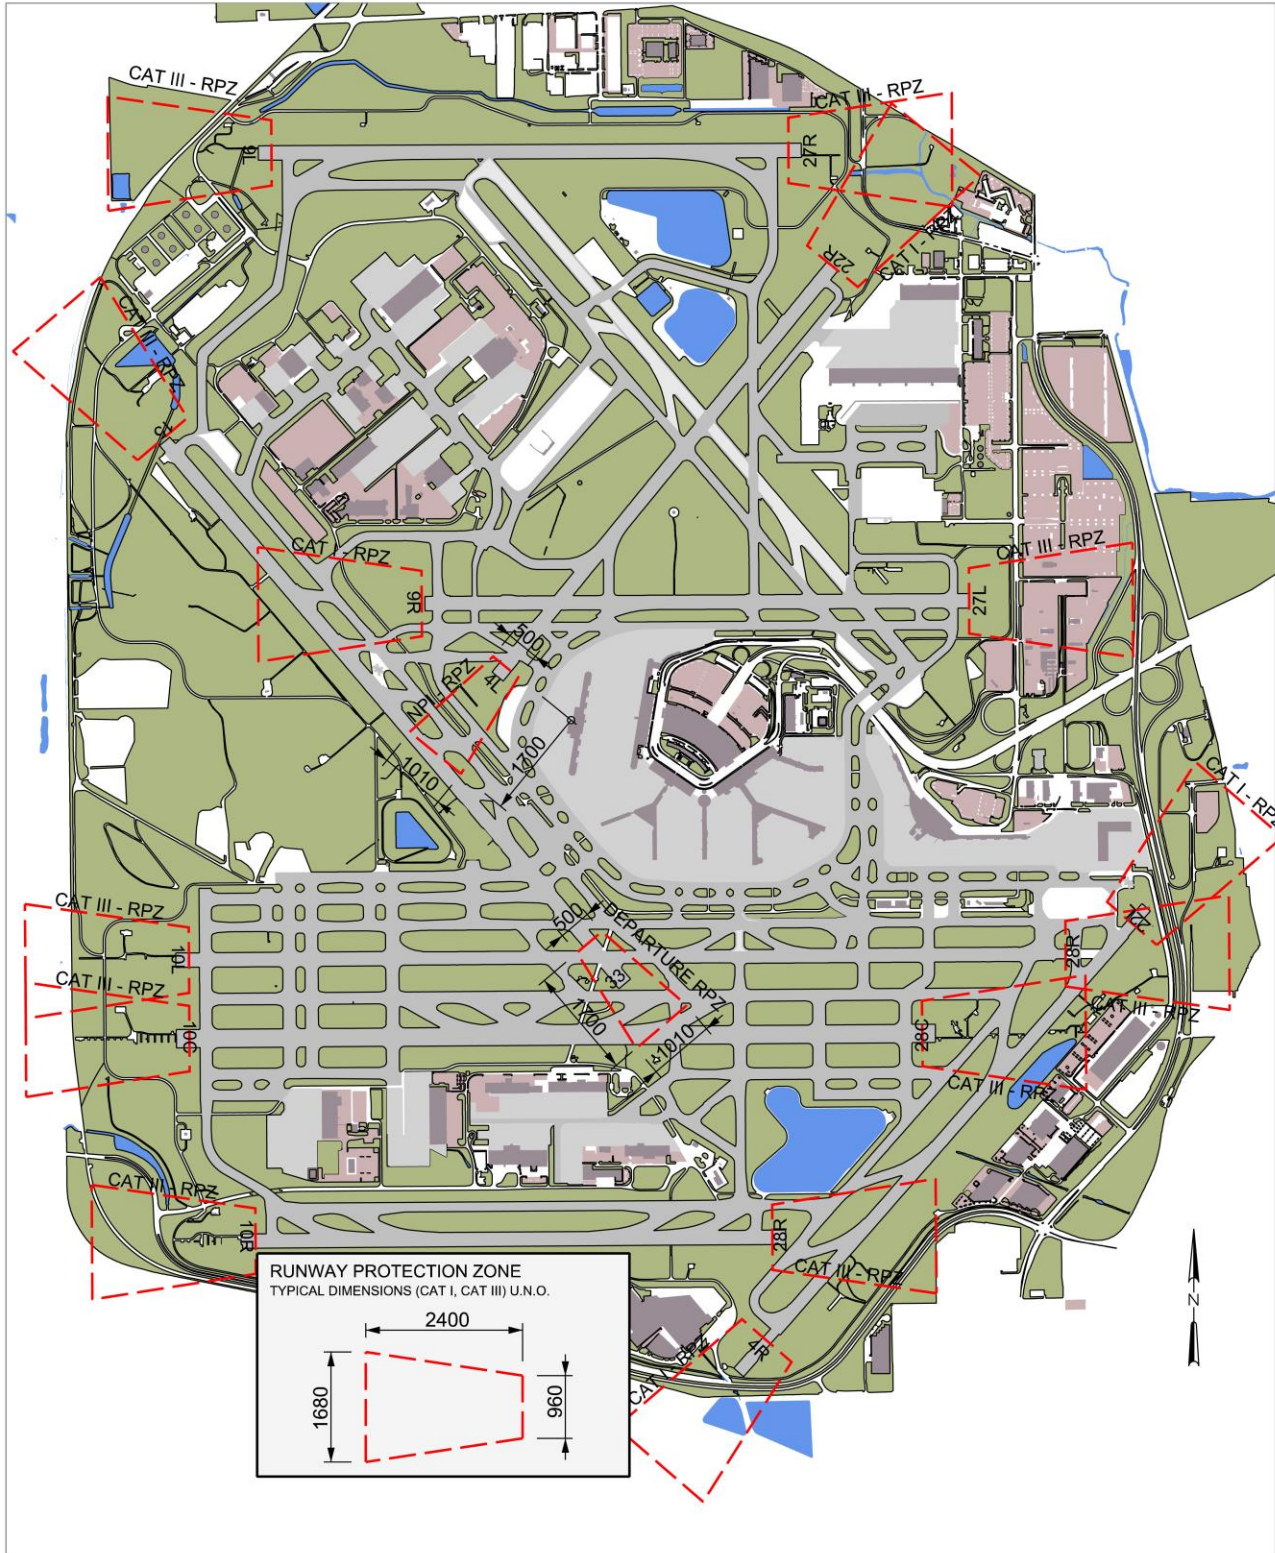 CAT III - RPZ
CAT III - RPZ
9L
27R
22R
CAT I - RPZ
CAT III - RPZ
CAT I - RPZ
CAT III - RPZ
9R
27L
500
NPI - RPZ
4L
1700
1010
CAT I - RPZ
CAT III - RPZ
500
DEPARTURE RPZ
22L
10L
28R
33
CAT III - RPZ
CAT III - RPZ
1700
10C
28C
1010
CAT III - RPZ
CAT III - RPZ
10R
28R
CAT III - RPZ
RUNWAY PROTECTION ZONE
TYPICAL DIMENSIONS (CAT I, CAT III) U.N.O.
2400
1680
960
4R
CAT I - RPZ
N